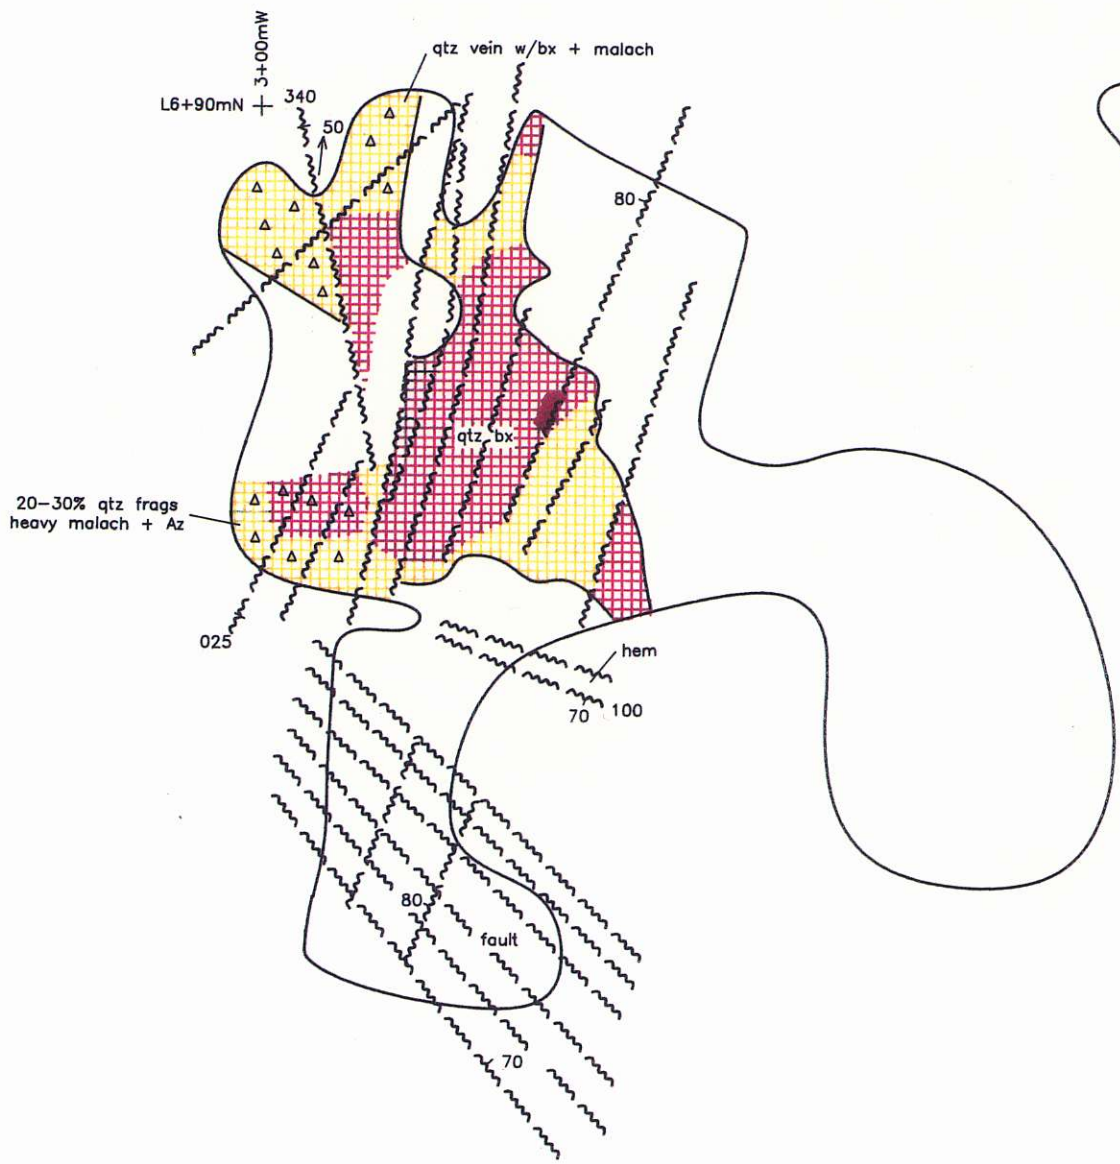 3+00mW
qtz vein w/bx + malach
L6+90mN
340
50
80
qtz bx
20-30% qtz frags
heavy malach + Az
025
hem
70 100
80
fault
70